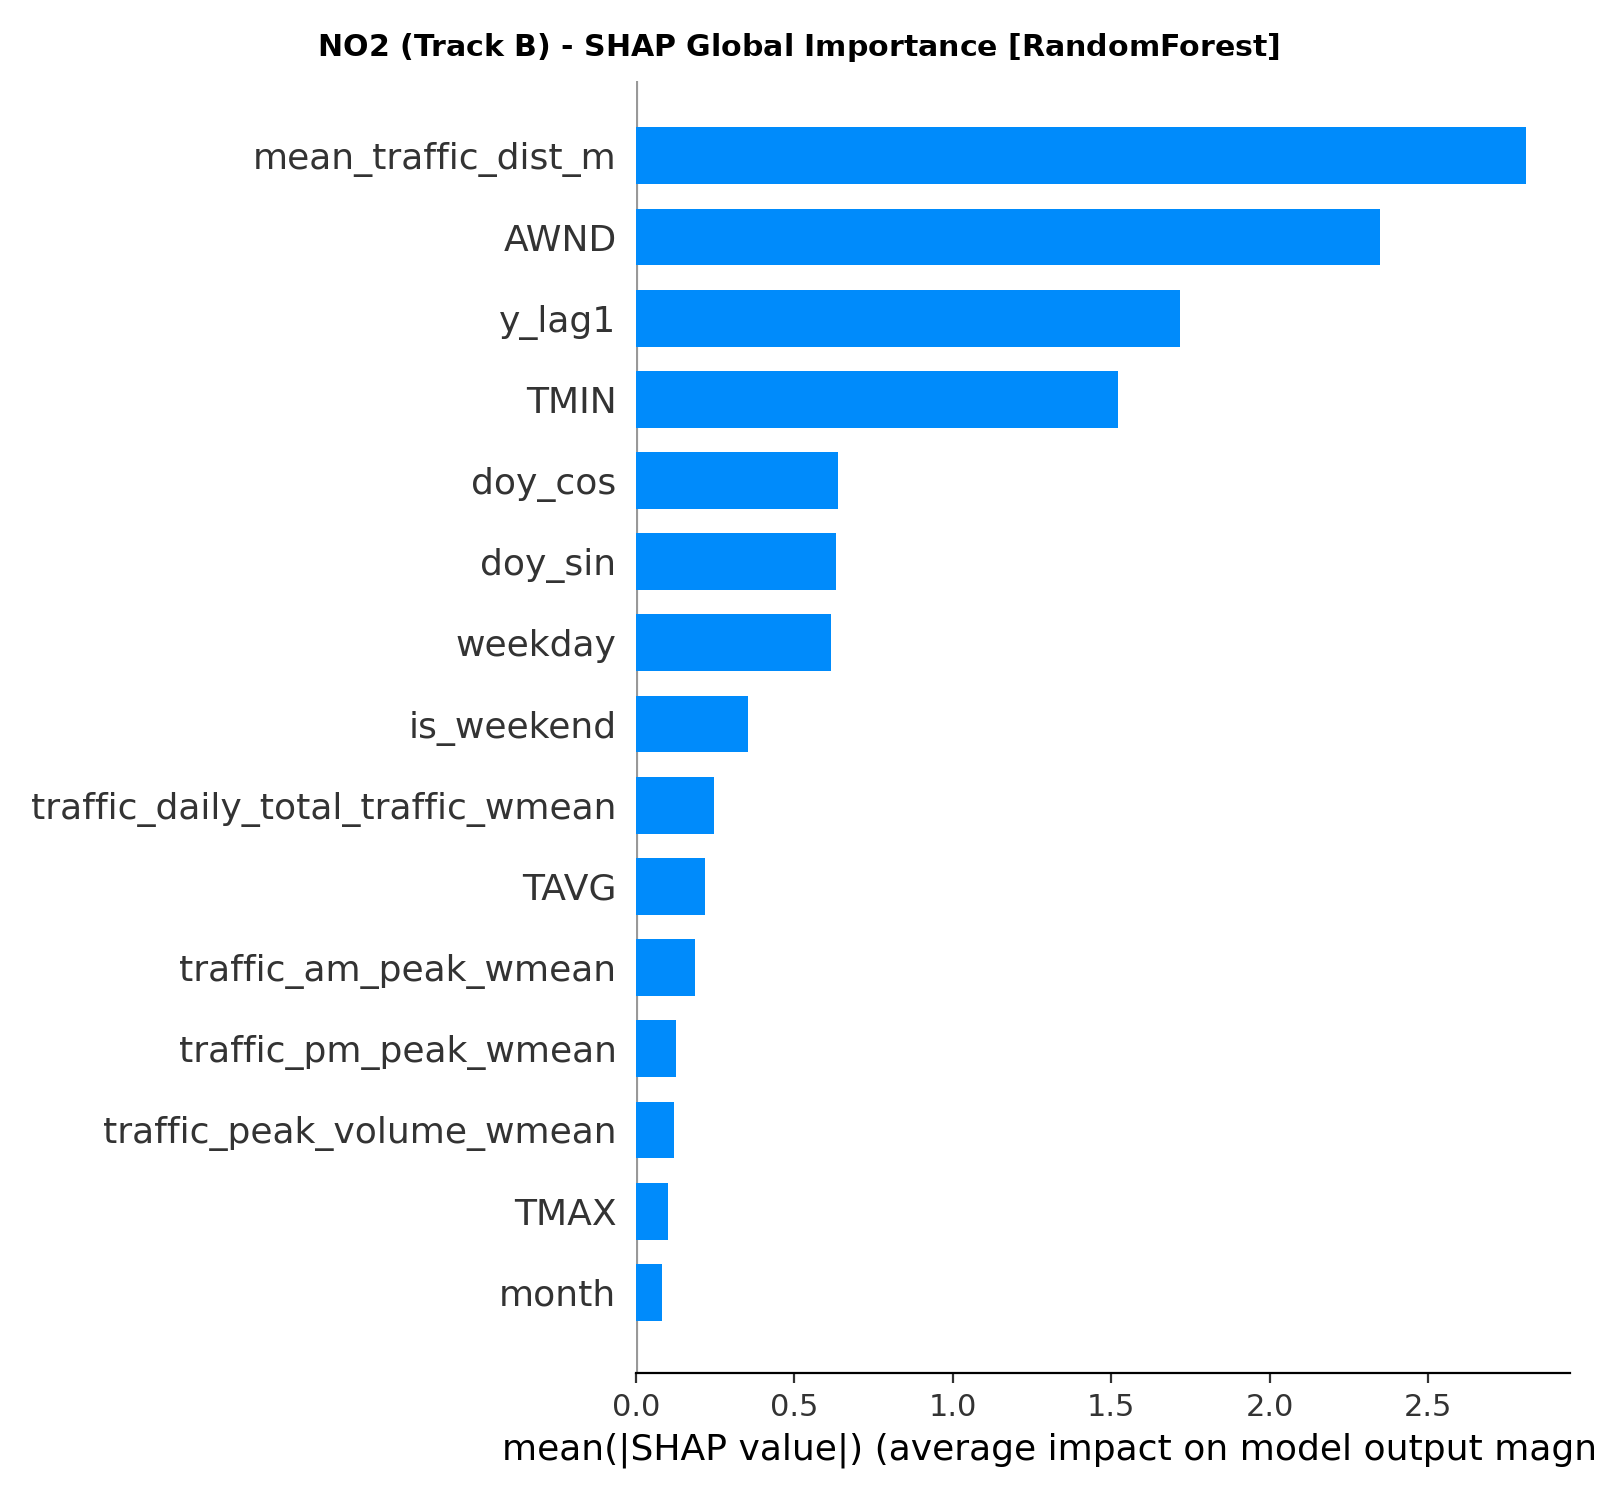 NO2 (Track B) - SHAP Global Importance [RandomForest]
mean_traffic_dist_m
AWND
y_lag1
TMIN
doy_cos
doy_sin
weekday
is_weekend
traffic_daily_total_traffic_wmean
TAVG
traffic_am_peak_wmean
traffic_pm_peak_wmean
traffic_peak_volume_wmean
TMAX
month
0.0 0.5 1.0 1.5 2.0 2.5
mean(|SHAP value|) (average impact on model output magn